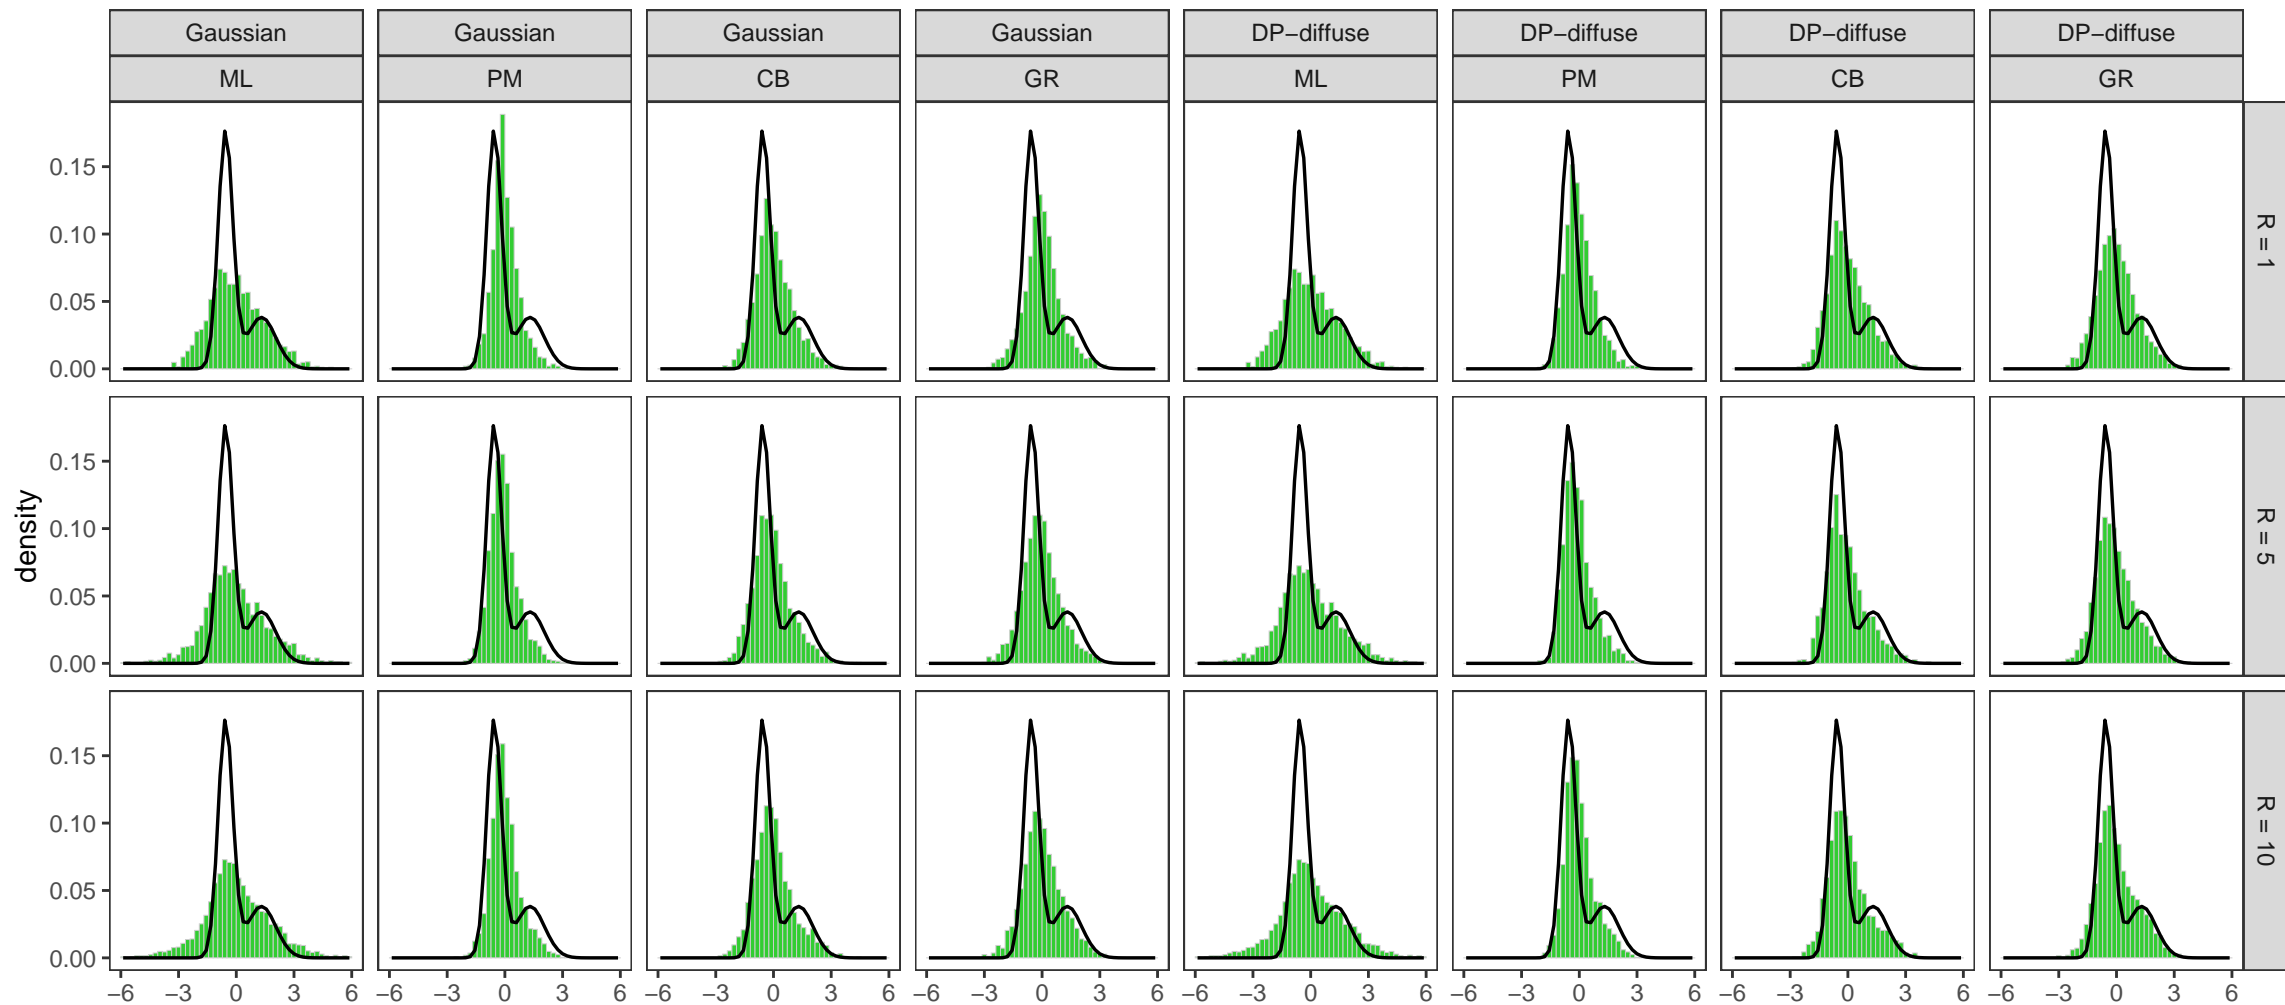 Gaussian Gaussian Gaussian Gaussian DP−diffuse DP−diffuse DP−diffuse DP−diffuse
ML PM CB GR ML PM CB GR
0.15
0.10
0.05
0.00
R = 1
0.15
0.10
0.05
0.00
R = 5
0.15
0.10
0.05
0.00
R = 10
density
−6 −3 0 3 6 −6 −3 0 3 6 −6 −3 0 3 6 −6 −3 0 3 6 −6 −3 0 3 6 −6 −3 0 3 6 −6 −3 0 3 6 −6 −3 0 3 6